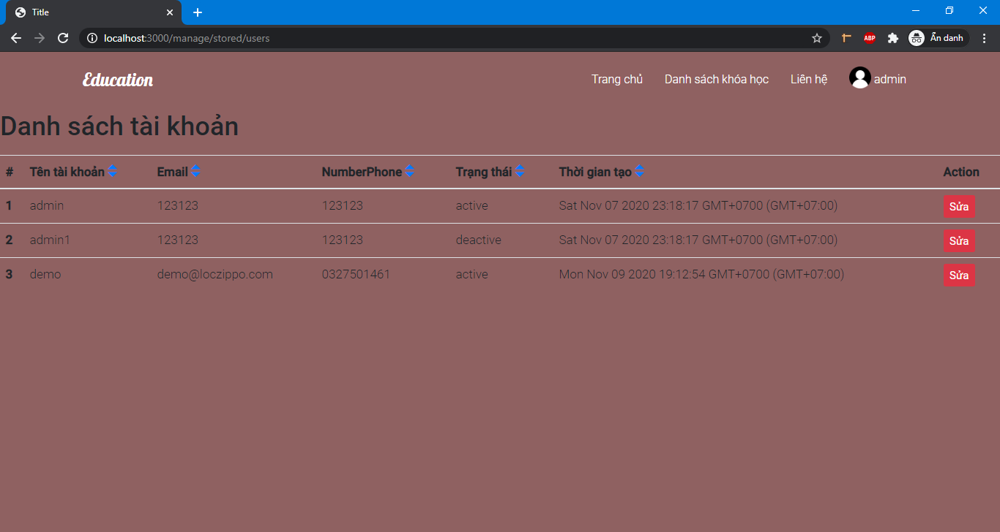 Title
localhost:3000/manage/stored/users
ABP
Ẩn danh
Education
Trang chủ Danh sách khóa học Liên hệ admin
Danh sách tài khoản
# Tên tài khoản Email NumberPhone Trạng thái Thời gian tạo Action
1 admin 123123 123123 active Sat Nov 07 2020 23:18:17 GMT+0700 (GMT+07:00) Sửa
2 admin1 123123 123123 deactive Sat Nov 07 2020 23:18:17 GMT+0700 (GMT+07:00) Sửa
3 demo demo@loczippo.com 0327501461 active Mon Nov 09 2020 19:12:54 GMT+0700 (GMT+07:00) Sửa